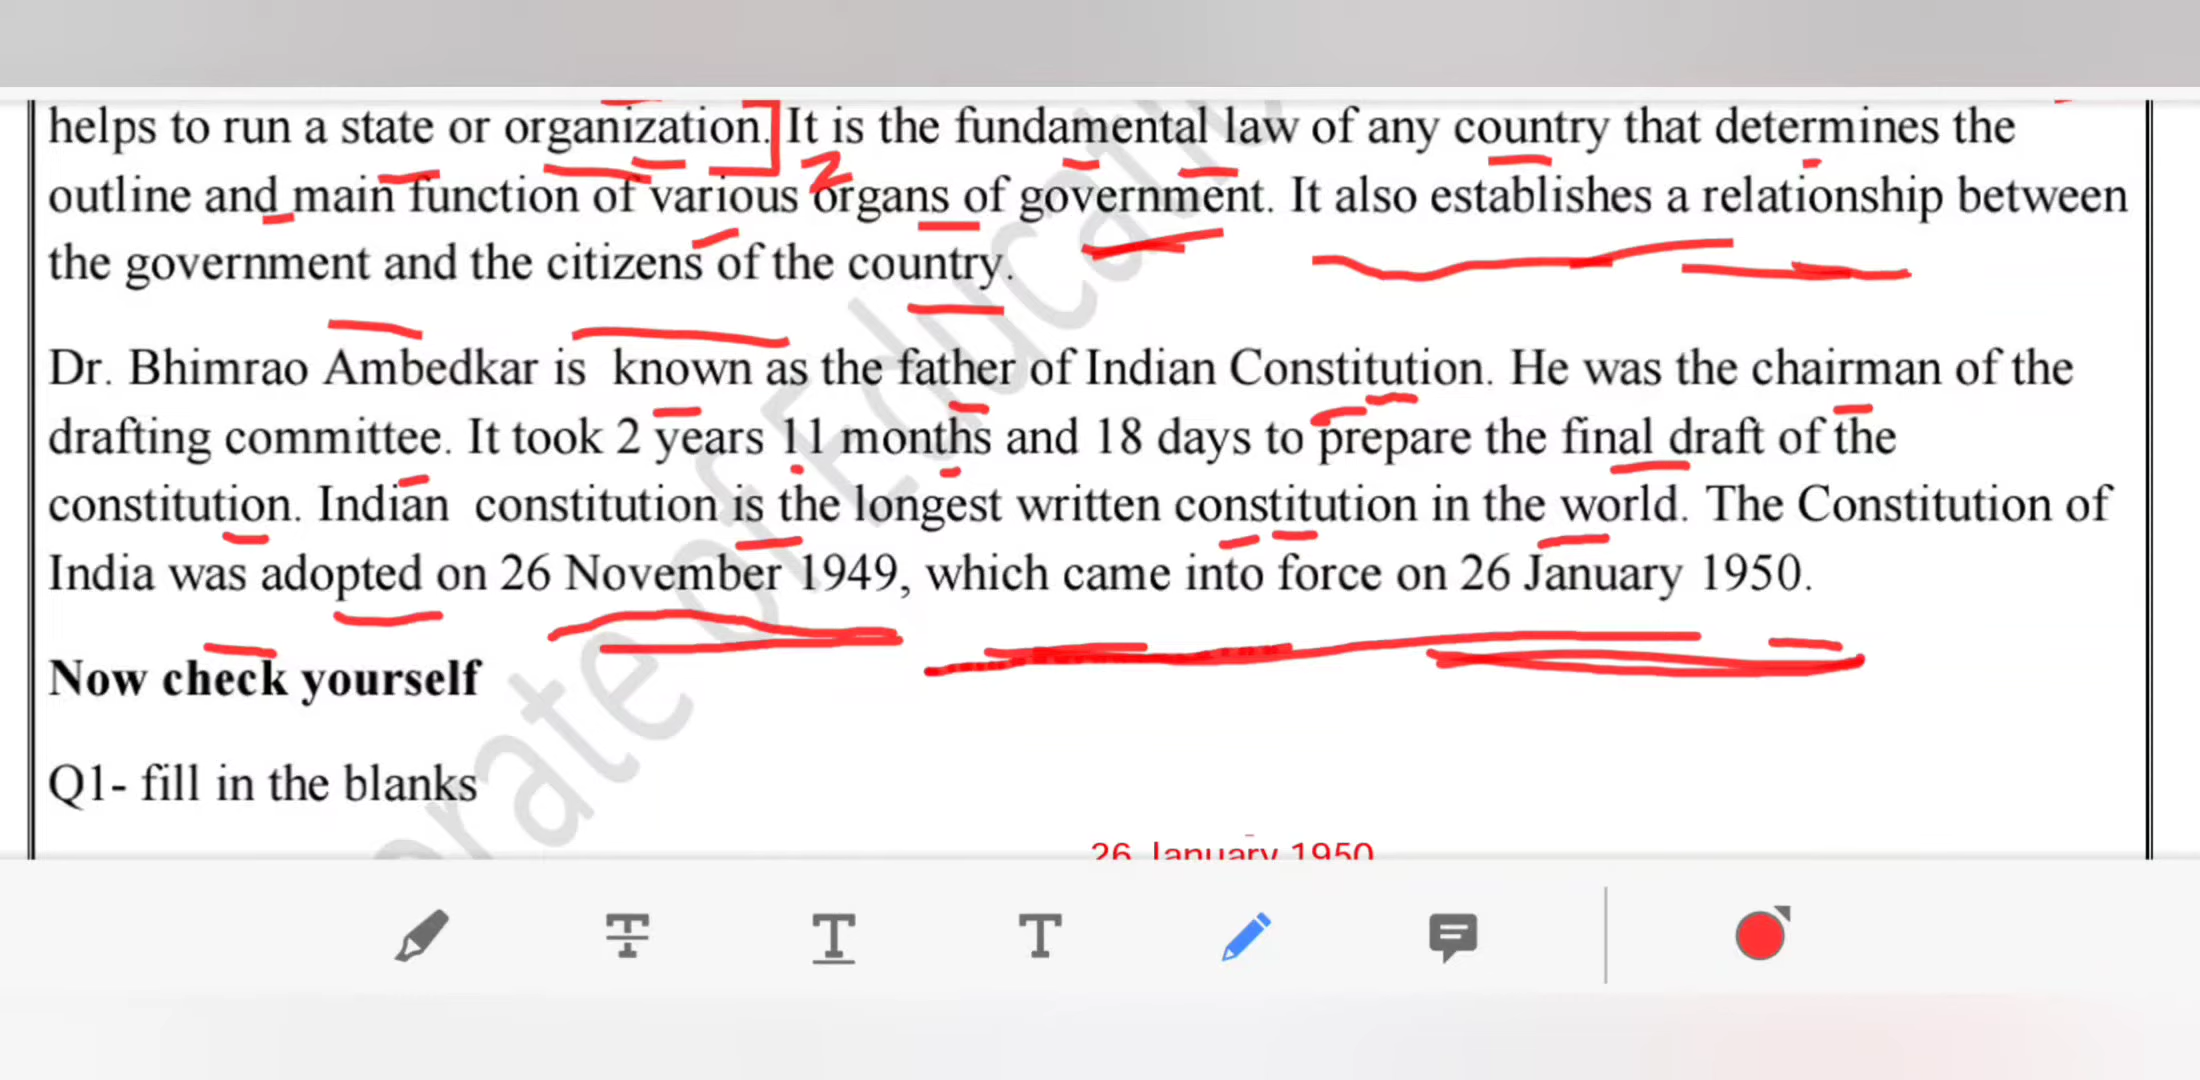 helps to run a state or organization. It is the fundamental law of any country that determines the
outline and main function of various organs of government. It also establishes a relationship between
the government and the citizens of the country.
Dr. Bhimrao Ambedkar is known as the father of Indian Constitution. He was the chairman of the
drafting committee. It took 2 years 11 months and 18 days to prepare the final draft of the
constitution. Indian constitution is the longest written constitution in the world. The Constitution of
India was adopted on 26 November 1949, which came into force on 26 January 1950.
Now check yourself
Q1- fill in the blanks
26 January 1950
orate of Educatio